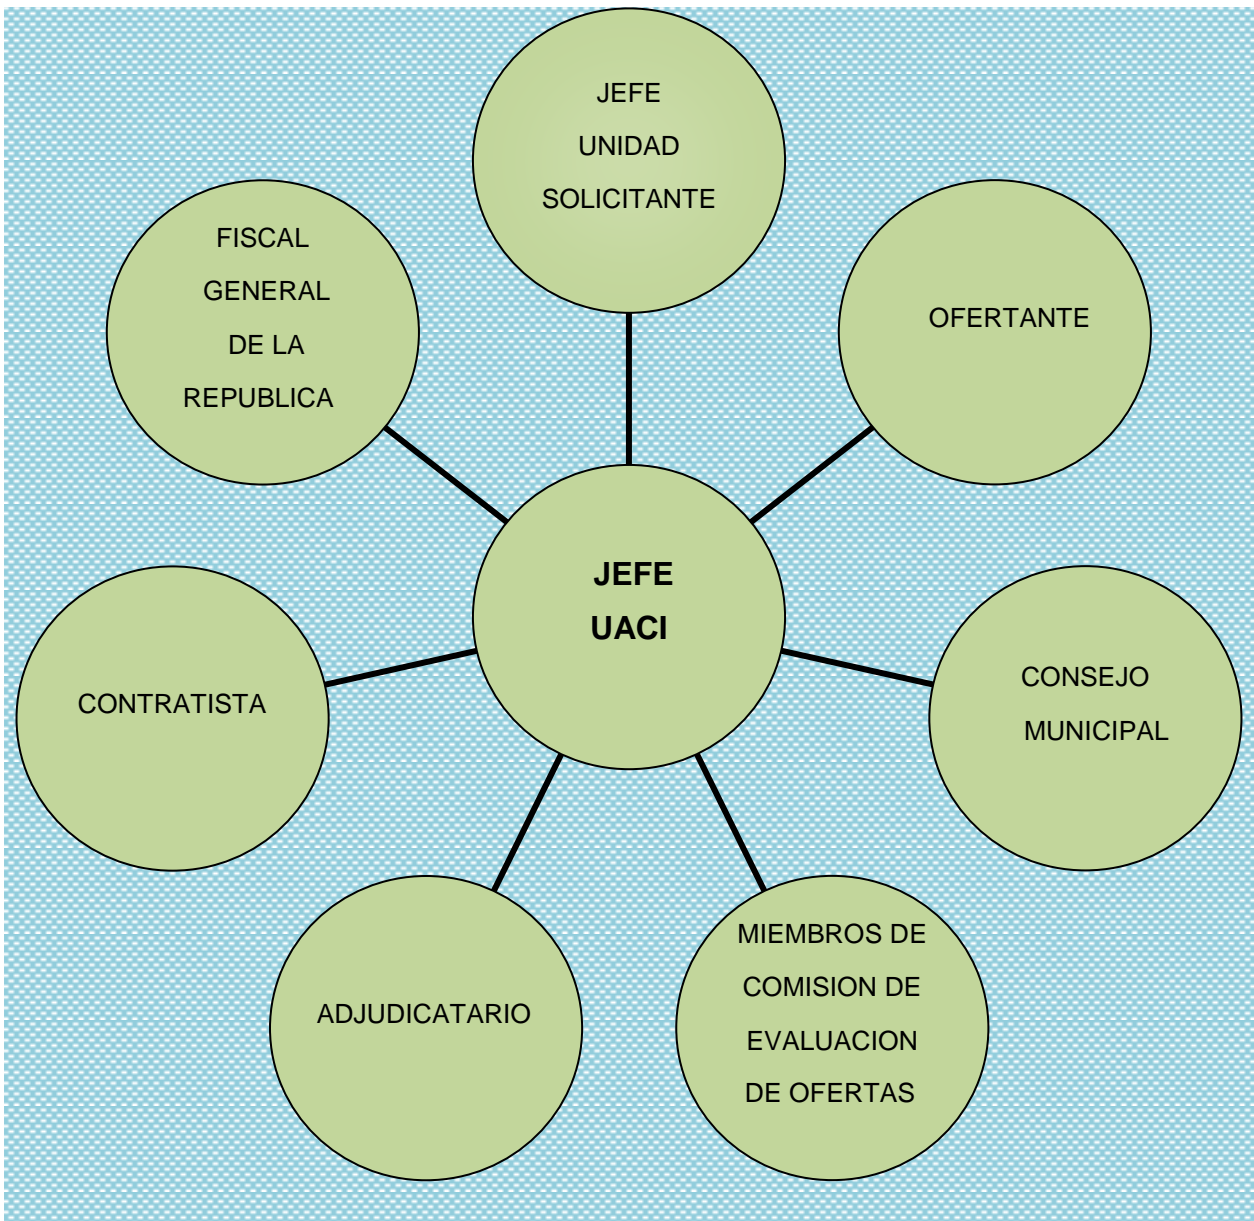 JEFE
UNIDAD
SOLICITANTE
FISCAL
GENERAL
DE LA
REPUBLICA
OFERTANTE
JEFE
UACI
CONTRATISTA
CONSEJO
MUNICIPAL
ADJUDICATARIO
MIEMBROS DE
COMISION DE
EVALUACION
DE OFERTAS